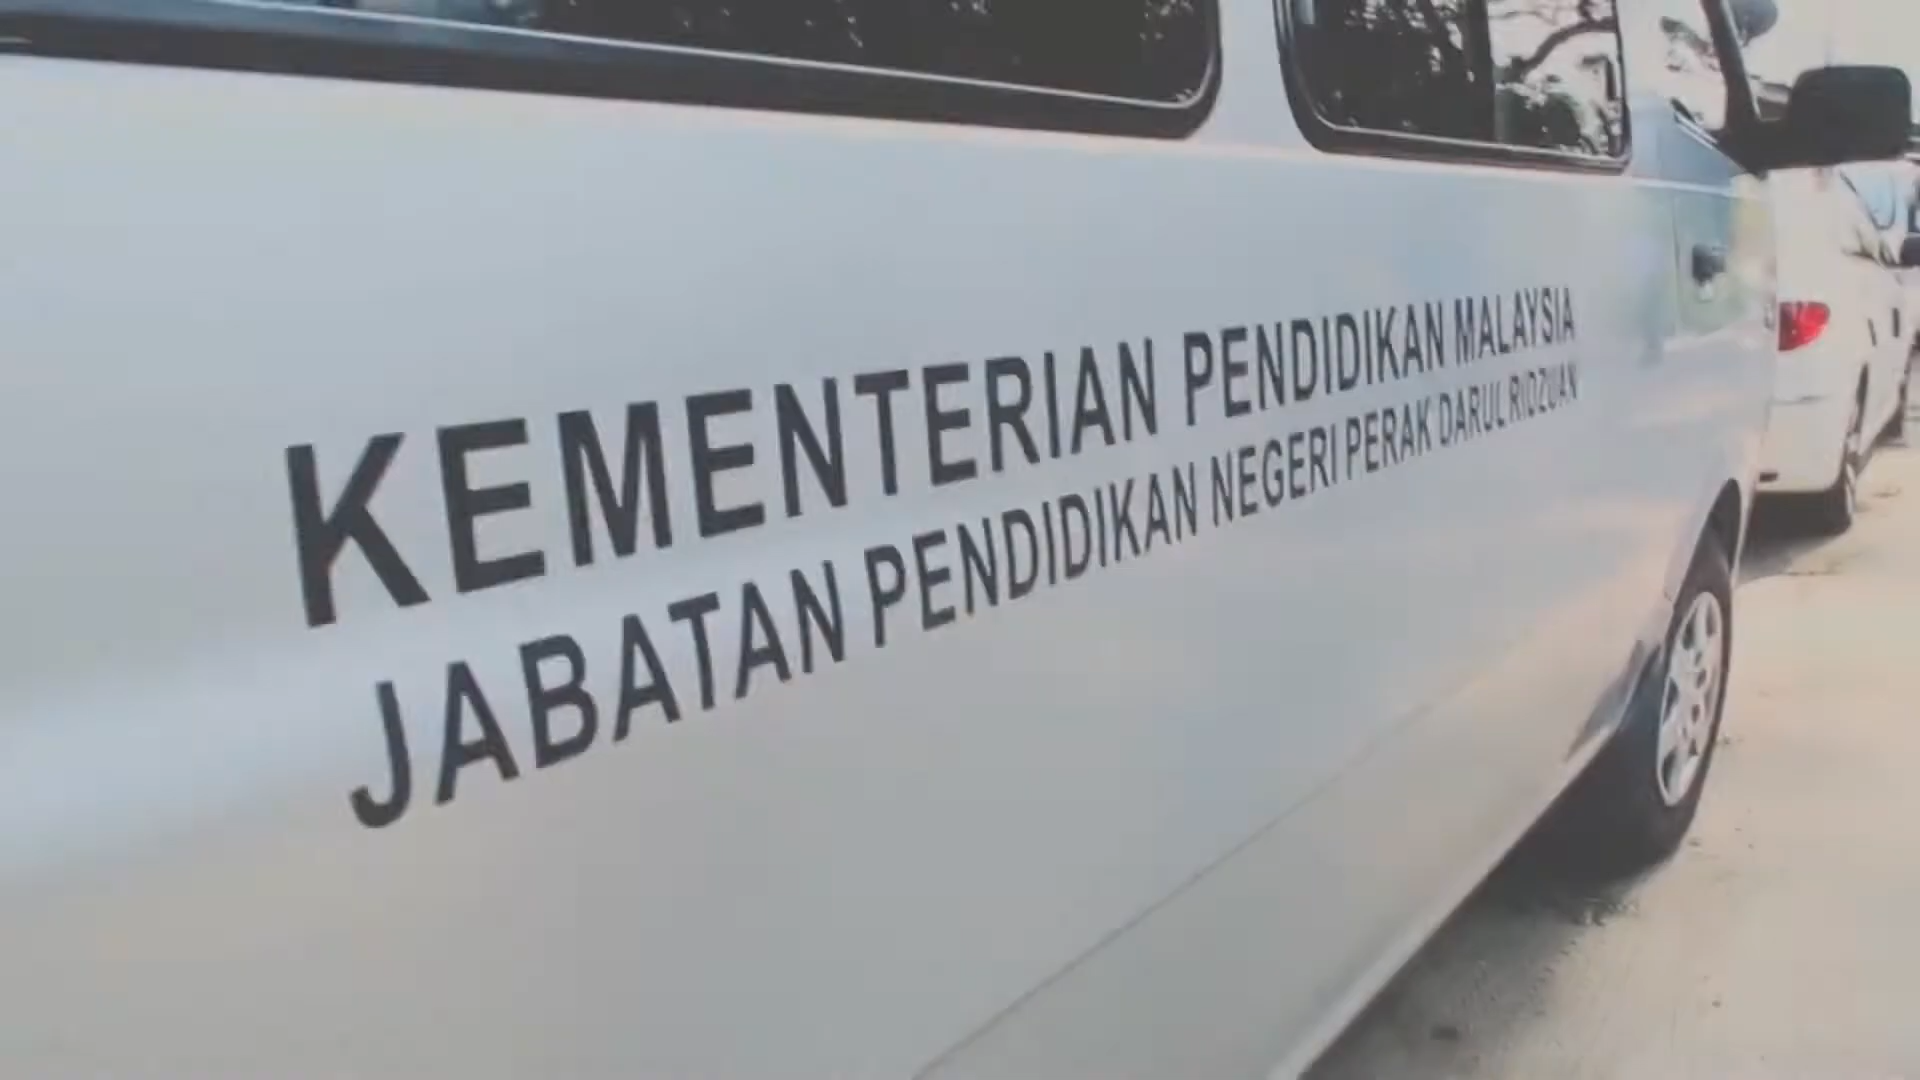 KEMENTERIAN PENDIDIKAN MALAYSIA
JABATAN PENDIDIKAN NEGERI PERAK DARUL RIDZUAN